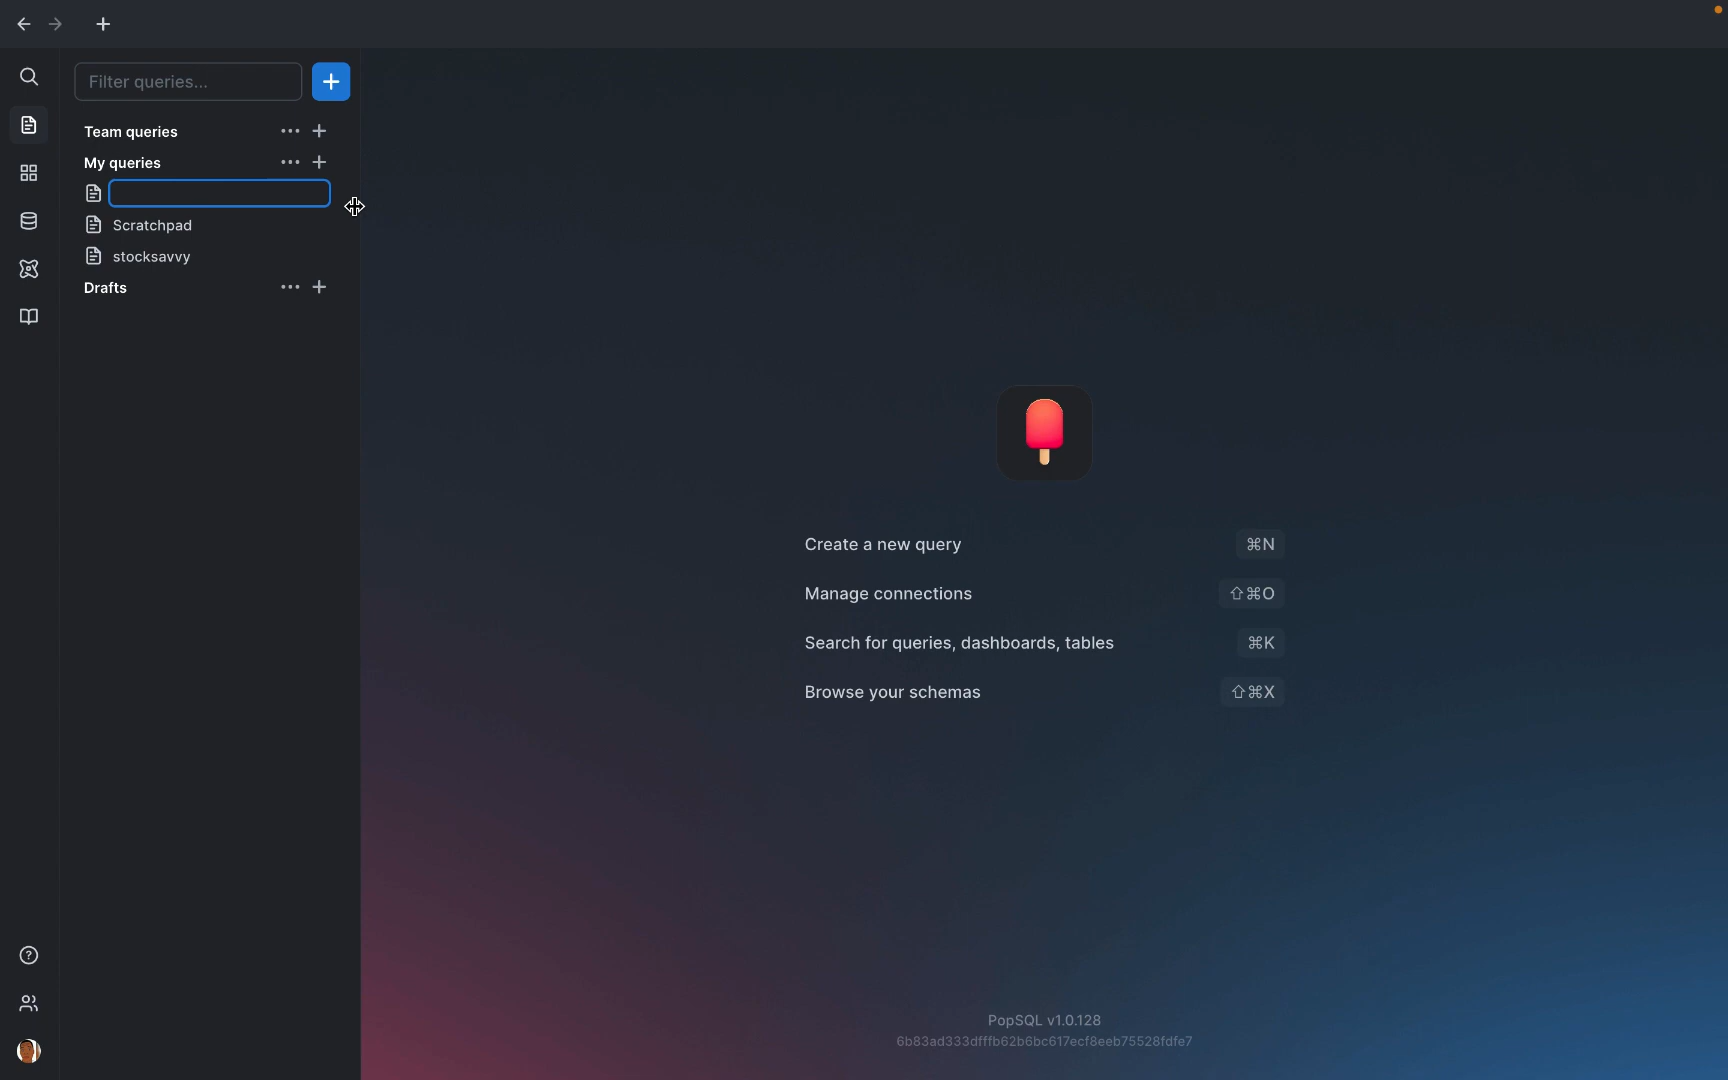 Filter queries...
Team queries
My queries
Scratchpad
stocksavvy
Drafts
Create a new query ⌘N
Manage connections ⇧⌘O
Search for queries, dashboards, tables ⌘K
Browse your schemas ⇧⌘X
PopSQL v1.0.128
6b83ad333dfffb62b6bc617ecf8eeb75528fdfe7